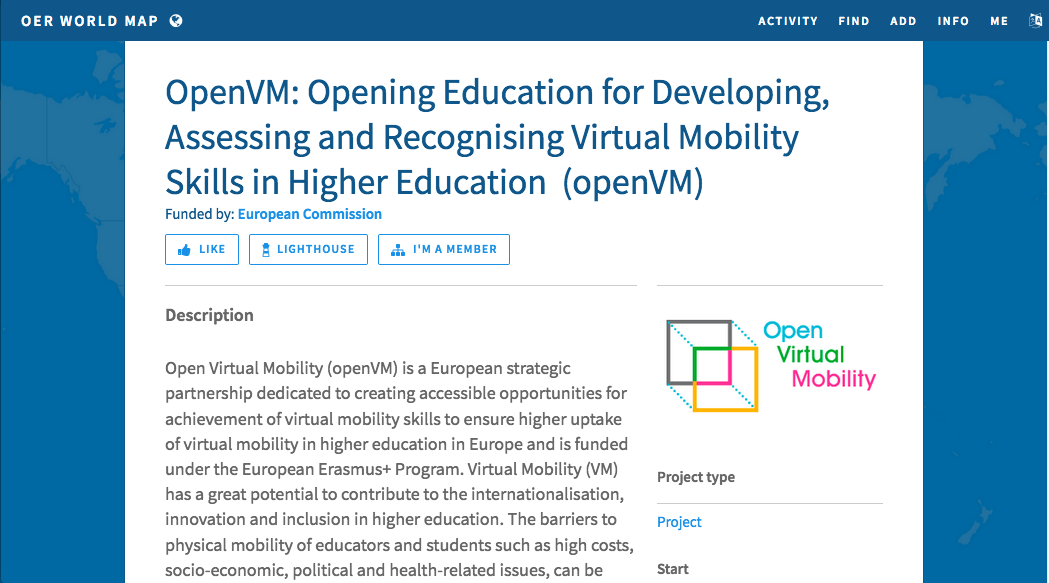 OER WORLD MAP
ACTIVITY FIND ADD INFO ME
OpenVM: Opening Education for Developing,
Assessing and Recognising Virtual Mobility
Skills in Higher Education (openVM)
Funded by: European Commission
LIKE LIGHTHOUSE I'M A MEMBER
Description
Open Virtual Mobility (openVM) is a European strategic
partnership dedicated to creating accessible opportunities for
achievement of virtual mobility skills to ensure higher uptake
of virtual mobility in higher education in Europe and is funded
under the European Erasmus+ Program. Virtual Mobility (VM)
has a great potential to contribute to the internationalisation,
innovation and inclusion in higher education. The barriers to
physical mobility of educators and students such as high costs,
socio-economic, political and health-related issues, can be
Open
Virtual
Mobility
Project type
Project
Start